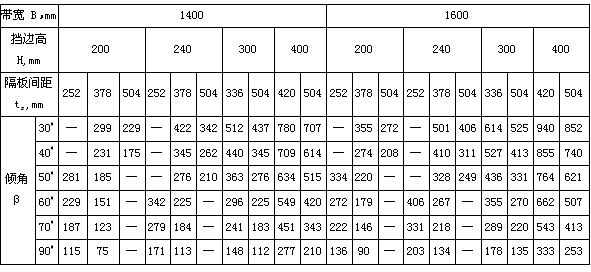 带宽 B,mm 1400 1600
挡边高 H,mm 200 240 300 400 200 240 300 400
隔板间距 tₛ,mm 252 378 504 252 378 504 336 504 420 504 252 378 504 252 378 504 336 504 420 504
倾角 β
30° — 299 229 — 422 342 512 437 780 707 — 355 272 — 501 406 614 525 940 852
40° — 231 175 — 345 262 440 345 709 614 — 274 208 — 410 311 527 413 855 740
50° 281 185 — — 276 210 363 276 634 515 334 220 — — 328 249 436 331 764 621
60° 229 151 — 342 225 — 296 225 549 420 272 179 — 406 267 — 355 270 662 507
70° 187 123 — 279 184 — 241 183 451 343 222 146 — 331 218 — 289 220 543 413
90° 115 75 — 171 113 — 148 112 277 210 136 90 — 203 134 — 178 135 333 253